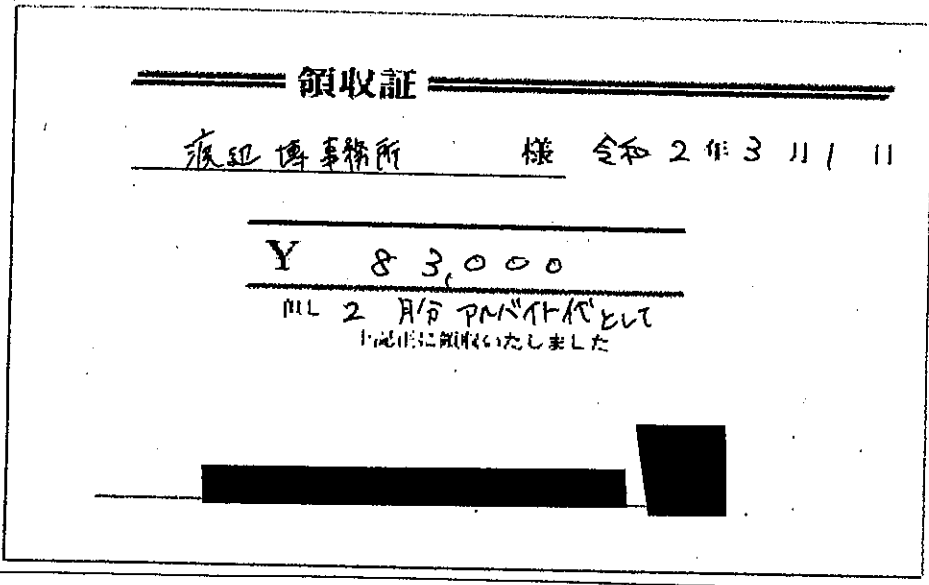 領収証
渡辺博事務所 様 令和 2 年 3 月 1 日
¥ 83,000
但し 2 月分 アルバイト代として
上記正に領収いたしました